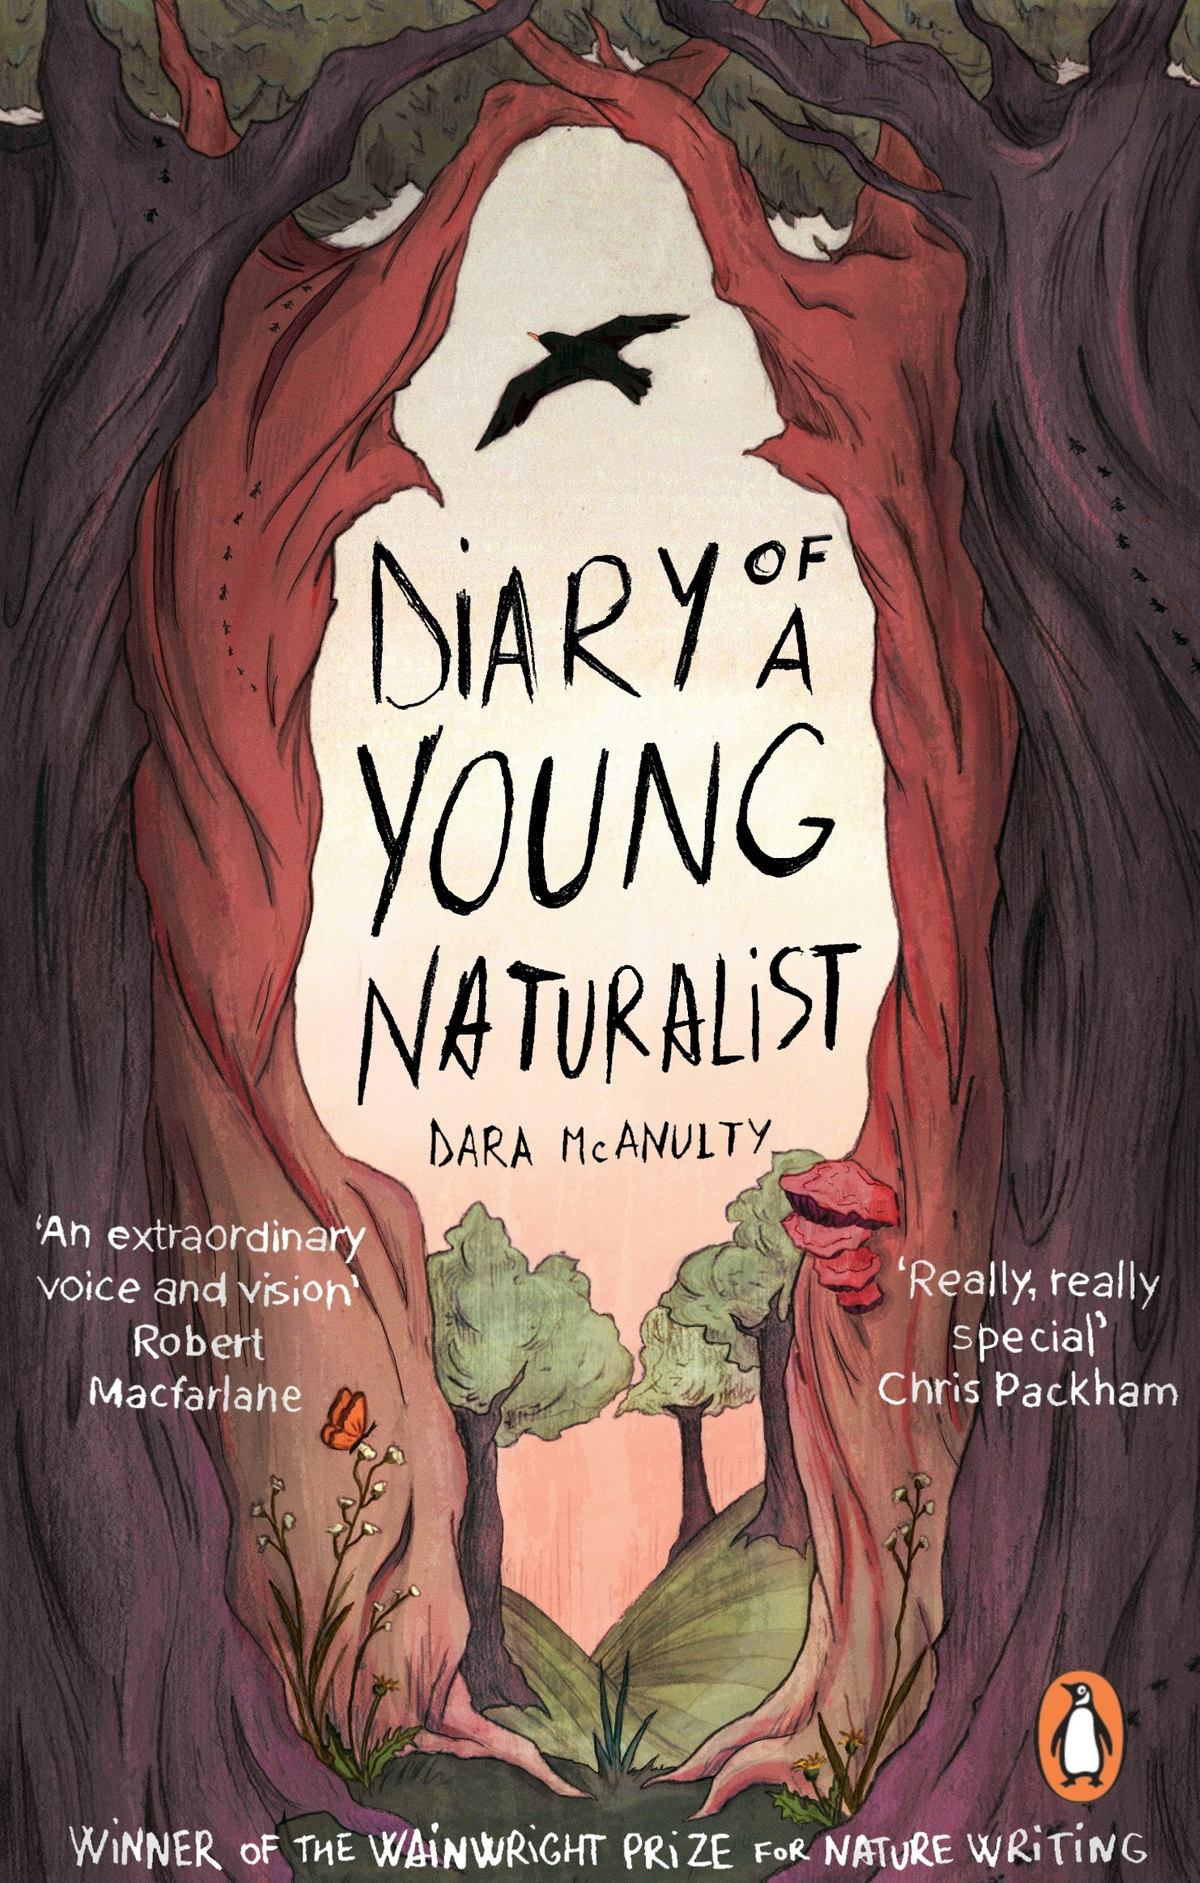 DiARY OF
A
YOUNG
NATURALiST
DARA McANULTY
'An extraordinary
voice and vision'
Robert
Macfarlane
'Really, really
special'
Chris Packham
WiNNER OF THE WAiNWRiGHT PRiZE FOR NATURE WRiTiNG